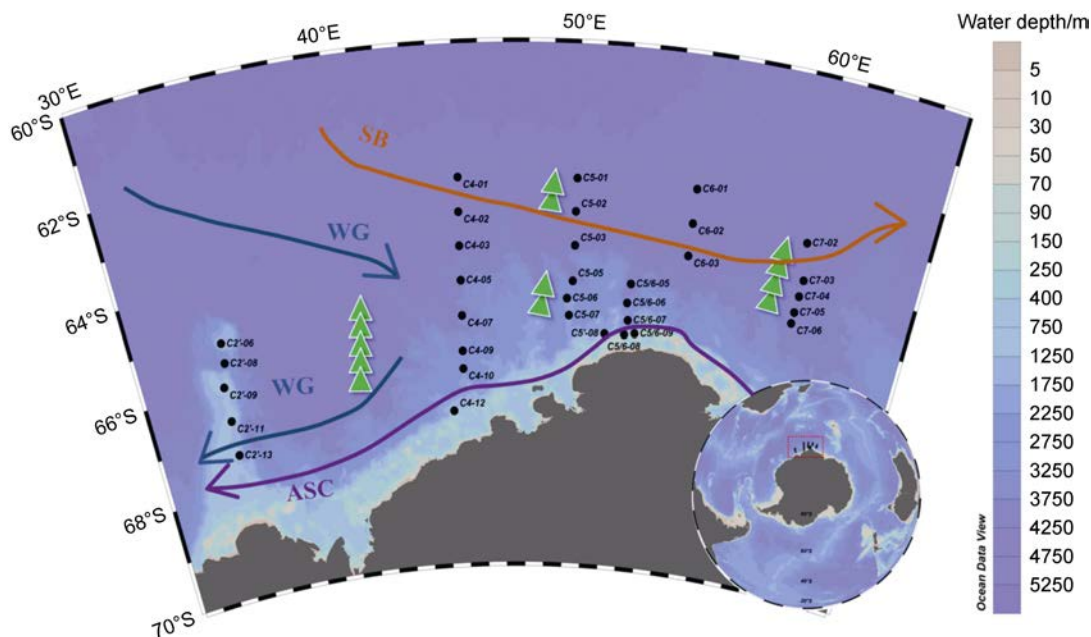 Water depth/m
30°E
40°E
50°E
60°E
60°S
62°S
64°S
66°S
68°S
70°S
SB
WG
WG
ASC
C4-01
C4-02
C4-03
C4-05
C4-07
C4-09
C4-10
C4-12
C5-01
C5-02
C5-03
C5-05
C5-06
C5-07
C5'-08
C5/6-05
C5/6-06
C5/6-07
C5/6-09
C5/6-08
C6-01
C6-02
C6-03
C7-02
C7-03
C7-04
C7-05
C7-06
C2'-06
C2'-08
C2'-09
C2'-11
C2'-13
5
10
30
50
70
90
150
250
400
750
1250
1750
2250
2750
3250
3750
4250
4750
5250
Ocean Data View